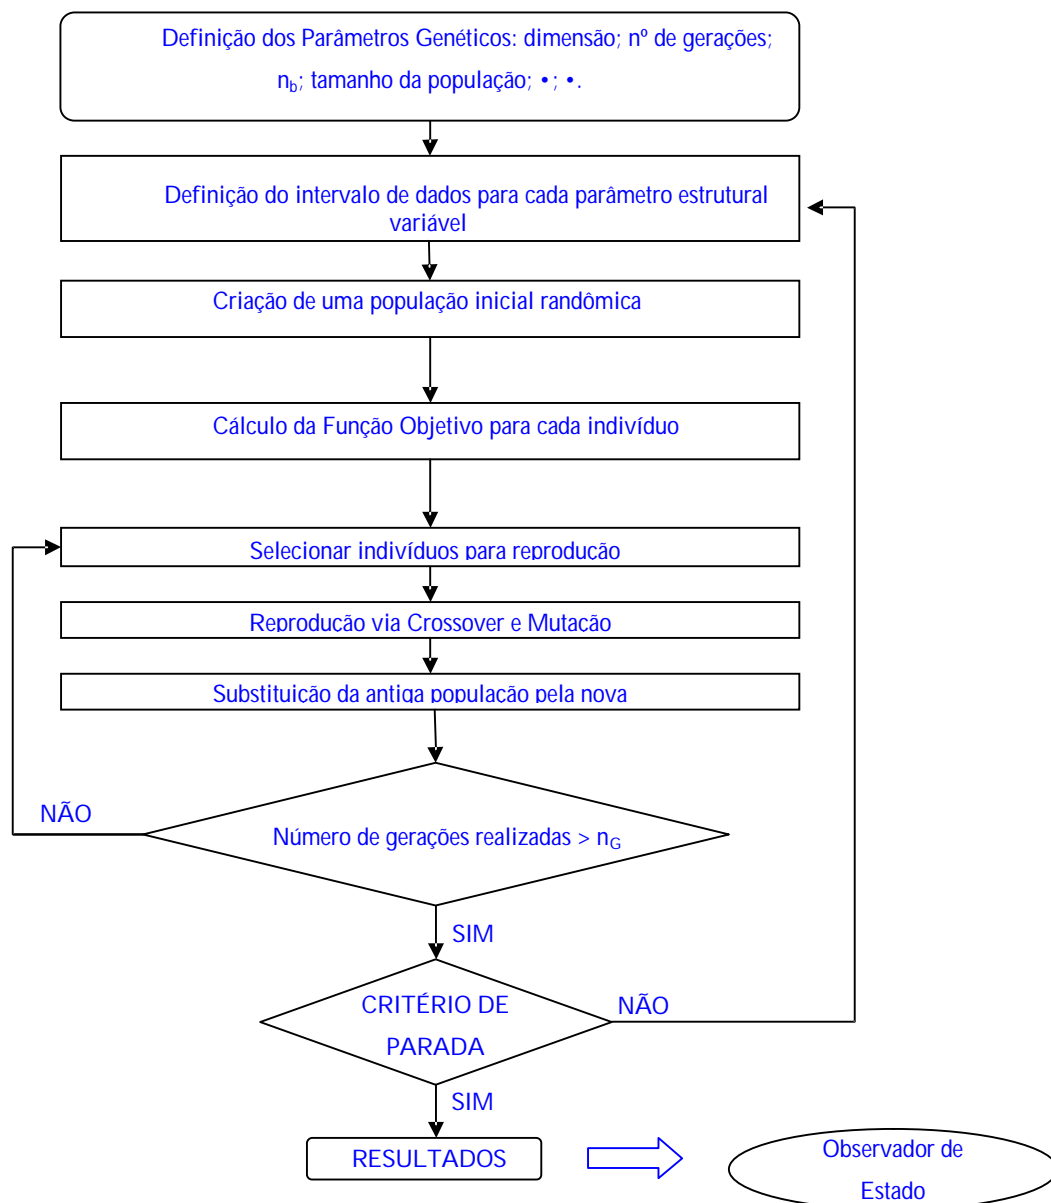 Definição dos Parâmetros Genéticos: dimensão; nº de gerações;
n_b; tamanho da população; •; •.
Definição do intervalo de dados para cada parâmetro estrutural
variável
Criação de uma população inicial randômica
Cálculo da Função Objetivo para cada indivíduo
Selecionar indivíduos para reprodução
Reprodução via Crossover e Mutação
Substituição da antiga população pela nova
NÃO
Número de gerações realizadas > n_G
SIM
CRITÉRIO DE
PARADA
NÃO
SIM
RESULTADOS
Observador de
Estado